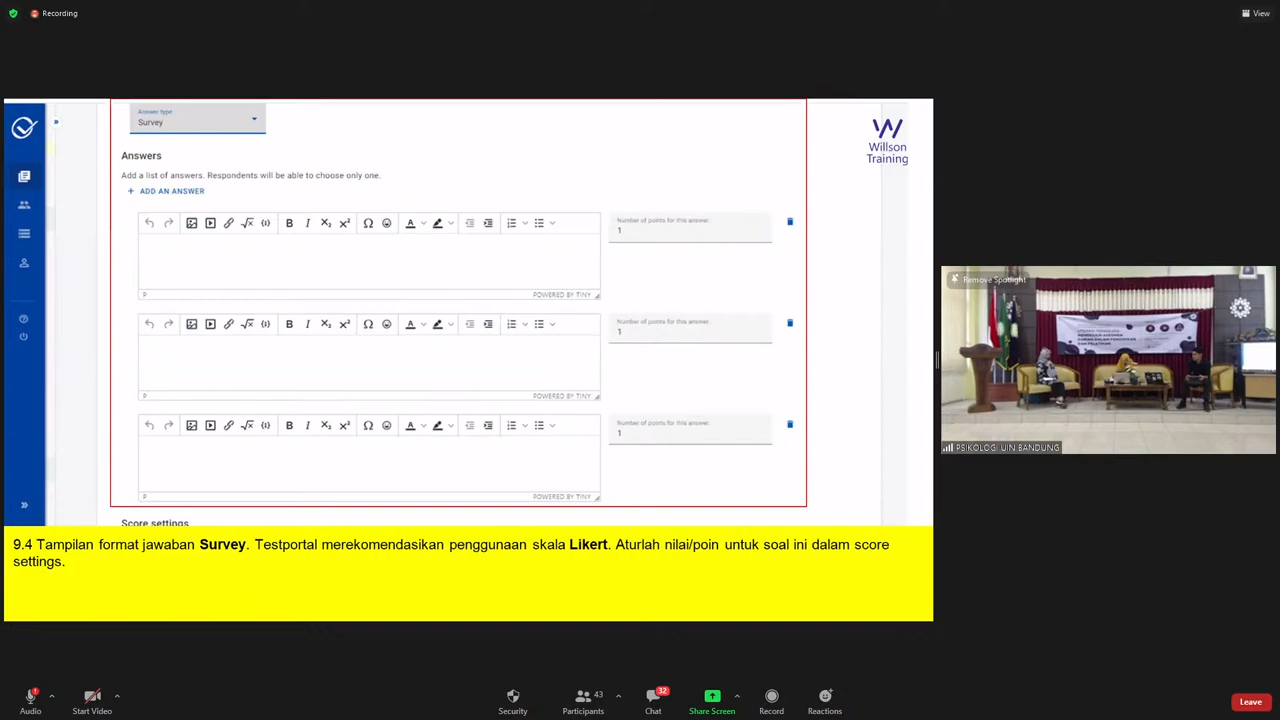 Recording
View
Answer type
Survey
Willson
Training
Answers
Add a list of answers. Respondents will be able to choose only one.
+ ADD AN ANSWER
Number of points for this answer:
1
P
POWERED BY TINY
Number of points for this answer:
1
P
POWERED BY TINY
Number of points for this answer:
1
P
POWERED BY TINY
Score settings
9.4 Tampilan format jawaban Survey. Testportal merekomendasikan penggunaan skala Likert. Aturlah nilai/poin untuk soal ini dalam score
settings.
Remove Spotlight
DAN PELATIHAN
PSIKOLOGI UIN BANDUNG
Audio
Start Video
Security
Participants
43
Chat
32
Share Screen
Record
Reactions
Leave